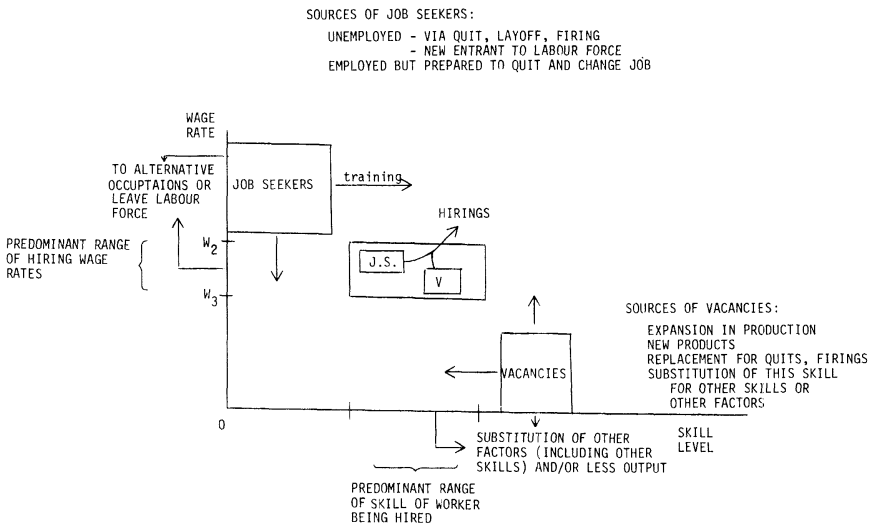 SOURCES OF JOB SEEKERS:
UNEMPLOYED - VIA QUIT, LAYOFF, FIRING
- NEW ENTRANT TO LABOUR FORCE
EMPLOYED BUT PREPARED TO QUIT AND CHANGE JOB
WAGE
RATE
TO ALTERNATIVE
OCCUPTAIONS OR
LEAVE LABOUR
FORCE
JOB SEEKERS
training
HIRINGS
PREDOMINANT RANGE
OF HIRING WAGE
RATES
W2
W3
J.S.
V
SOURCES OF VACANCIES:
EXPANSION IN PRODUCTION
NEW PRODUCTS
REPLACEMENT FOR QUITS, FIRINGS
SUBSTITUTION OF THIS SKILL
FOR OTHER SKILLS OR
OTHER FACTORS
VACANCIES
0
SKILL
LEVEL
SUBSTITUTION OF OTHER
FACTORS (INCLUDING OTHER
SKILLS) AND/OR LESS OUTPUT
PREDOMINANT RANGE
OF SKILL OF WORKER
BEING HIRED